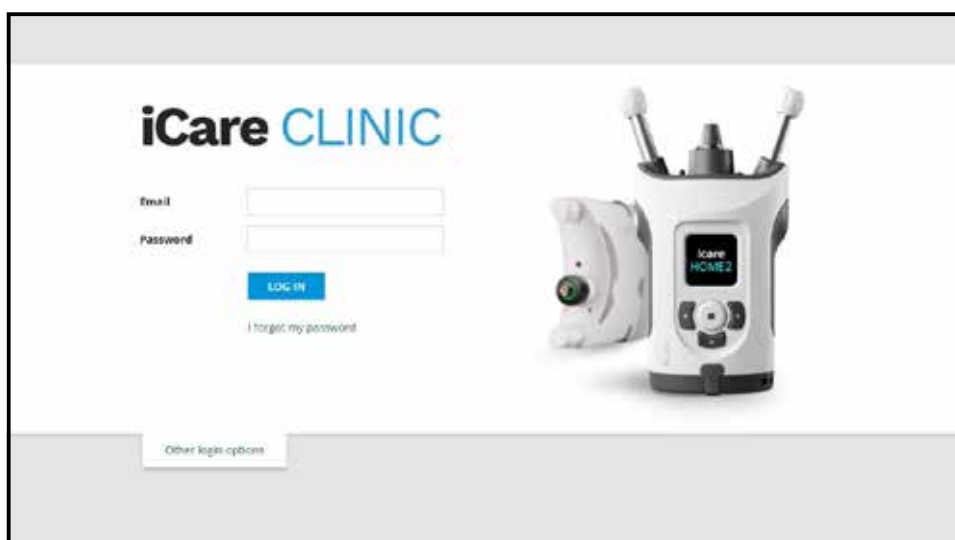 iCare CLINIC
Email
Password
LOG IN
I forgot my password
icare
HOME2
Other login options